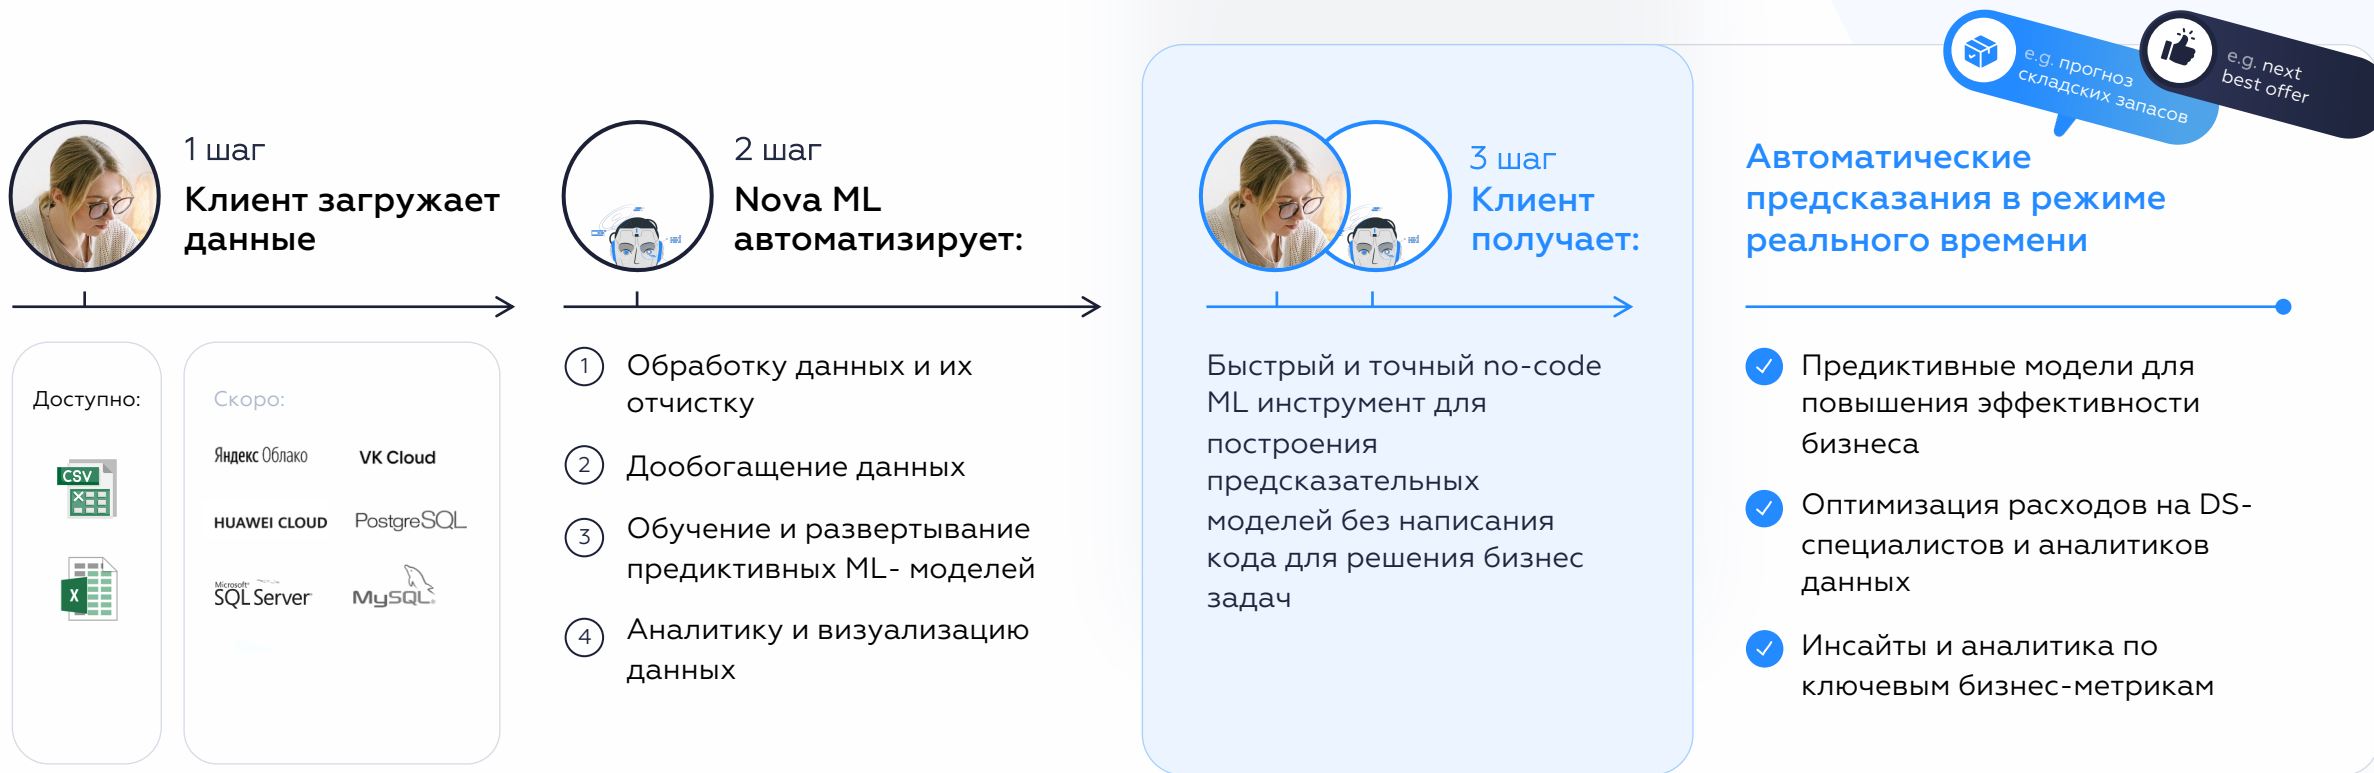 1 шаг
Клиент загружает
данные
Доступно:
CSV
X
Скоро:
Яндекс Облако
VK Cloud
HUAWEI CLOUD
PostgreSQL
Microsoft®
SQL Server
MySQL®
2 шаг
Nova ML
автоматизирует:
1
Обработку данных и их
отчистку
2
Дообогащение данных
3
Обучение и развертывание
предиктивных ML- моделей
4
Аналитику и визуализацию
данных
3 шаг
Клиент
получает:
Быстрый и точный no-code
ML инструмент для
построения
предсказательных
моделей без написания
кода для решения бизнес
задач
e.g. прогноз
складских запасов
e.g. next
best offer
Автоматические
предсказания в режиме
реального времени
Предиктивные модели для
повышения эффективности
бизнеса
Оптимизация расходов на DS-
специалистов и аналитиков
данных
Инсайты и аналитика по
ключевым бизнес-метрикам